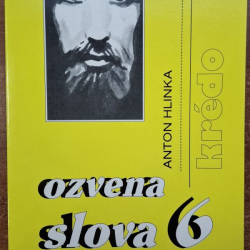 ANTON HLINKA
krédo
ozvena
slova 6